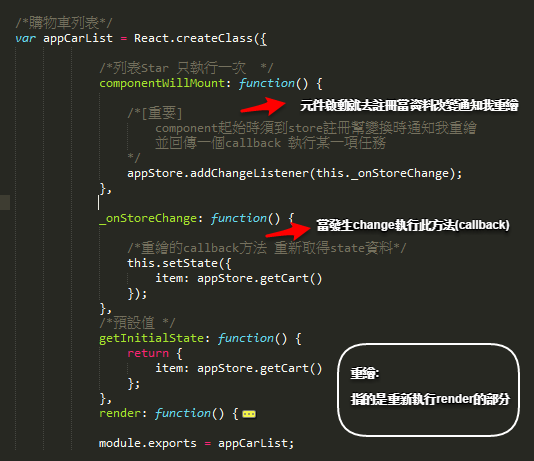 /*購物車列表*/
var appCarList = React.createClass({
/*列表Star 只執行一次  */
componentWillMount: function() {
元件啟動就去註冊當資料改變通知我重繪
/*[重要]
component起始時須到store註冊幫變換時通知我重繪
並回傳一個callback 執行某一項任務
*/
appStore.addChangeListener(this._onStoreChange);
},
_onStoreChange: function() {
當發生change執行此方法(callback)
/*重繪的callback方法 重新取得state資料*/
this.setState({
item: appStore.getCart()
});
},
/*預設值 */
getInitialState: function() {
return {
item: appStore.getCart()
};
},
render: function() {
module.exports = appCarList;
重繪:
指的是重新執行render的部分